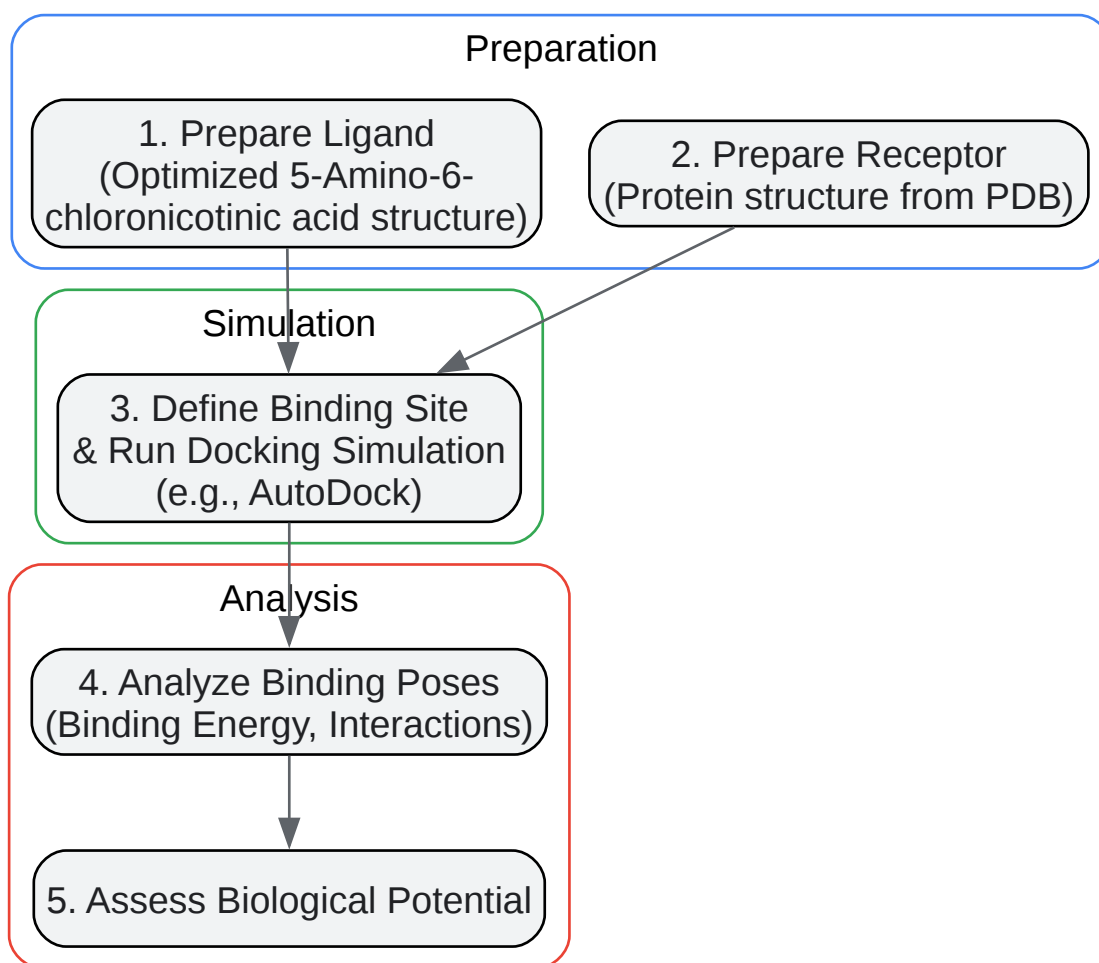 Preparation
1. Prepare Ligand
(Optimized 5-Amino-6-
chloronicotinic acid structure)
2. Prepare Receptor
(Protein structure from PDB)
Simulation
3. Define Binding Site
& Run Docking Simulation
(e.g., AutoDock)
Analysis
4. Analyze Binding Poses
(Binding Energy, Interactions)
5. Assess Biological Potential